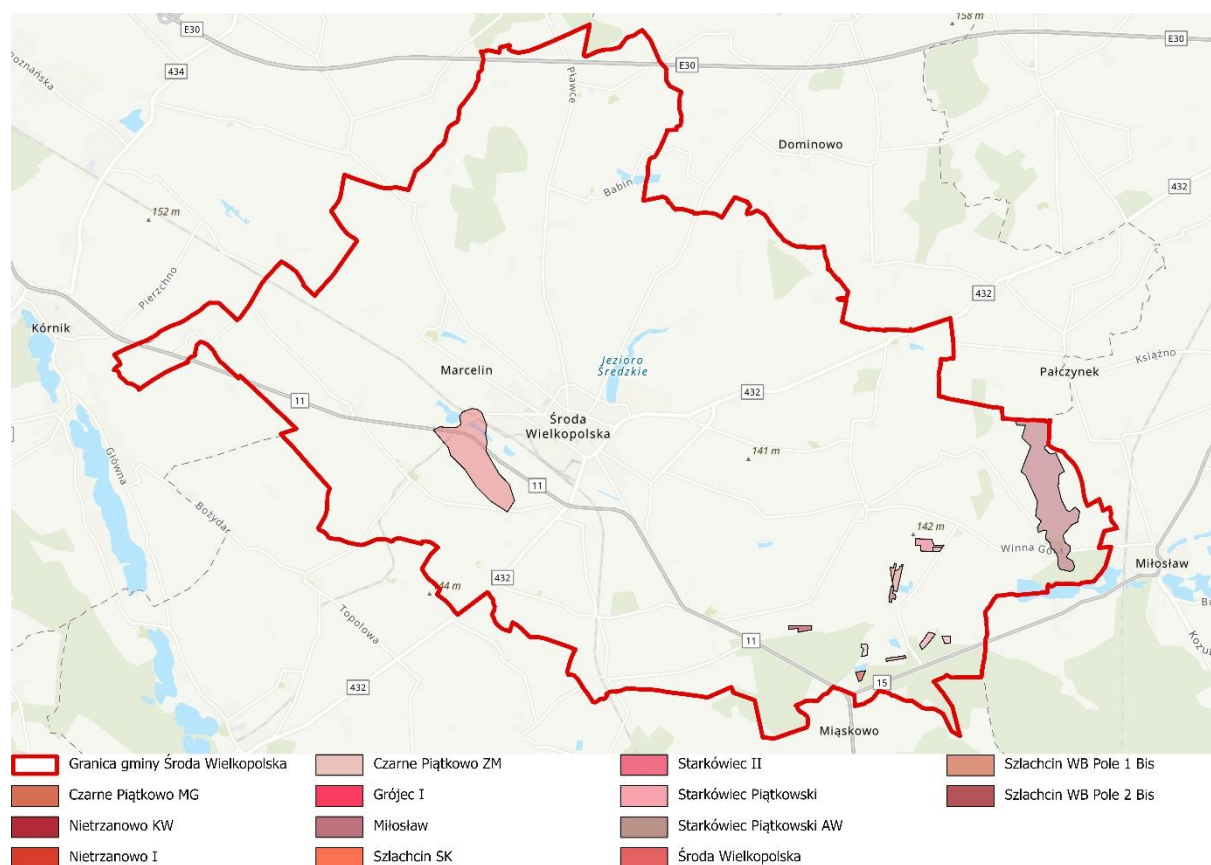 E30
158 m
E30
434
poznańska
Pławce
Dominowo
432
Babin
152 m
Pierzchno
432
Kórnik
Książno
Jezioro
Średzkie
Marcelin
Pałczynek
432
11
Środa
Wielkopolska
Główna
141 m
11
Bożydar
142 m
Winna Góra
Miłosław
432
44 m
Topolowa
Kozub
11
15
432
Miąskowo
Granica gminy Środa Wielkopolska
Czarne Piątkowo ZM
Starkówiec II
Szlachcin WB Pole 1 Bis
Czarne Piątkowo MG
Grójec I
Starkówiec Piątkowski
Szlachcin WB Pole 2 Bis
Nietrzanowo KW
Miłosław
Starkówiec Piątkowski AW
Nietrzanowo I
Szlachcin SK
Środa Wielkopolska